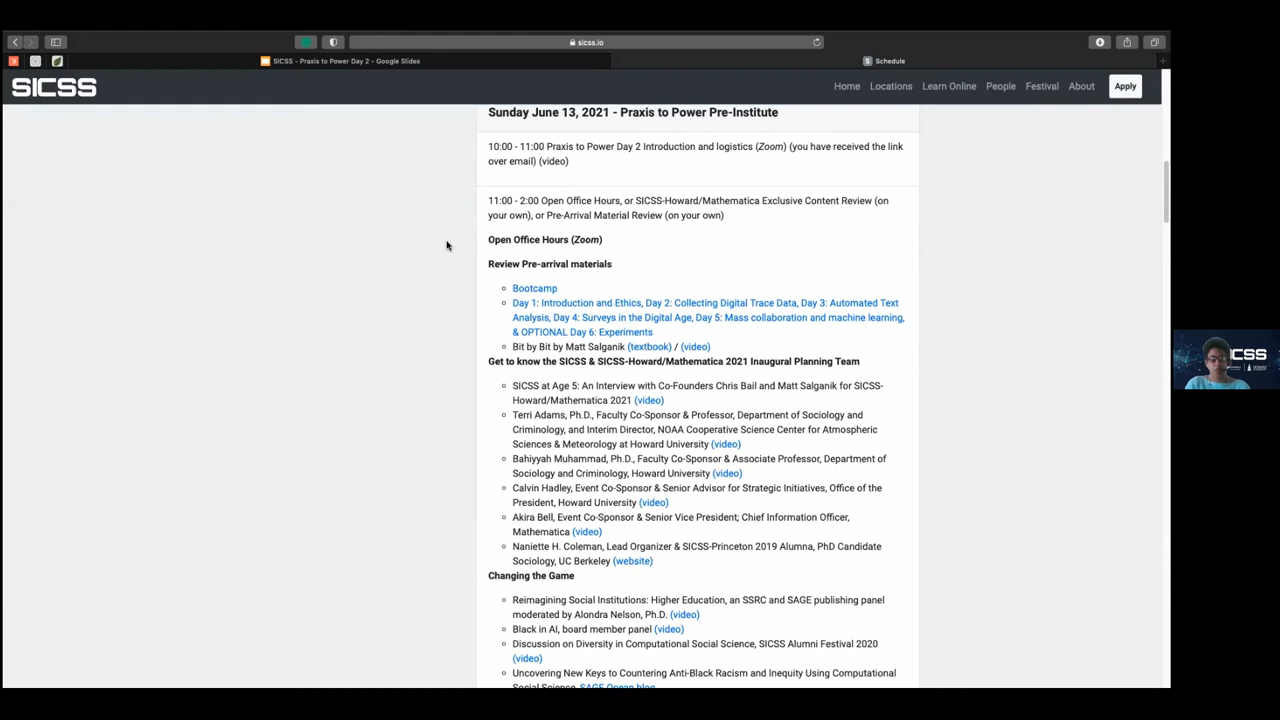 sicss.io
SICSS - Praxis to Power Day 2 - Google Slides
S Schedule
SICSS
Home Locations Learn Online People Festival About Apply
Sunday June 13, 2021 - Praxis to Power Pre-Institute
10:00 - 11:00 Praxis to Power Day 2 Introduction and logistics (Zoom) (you have received the link
over email) (video)
11:00 - 2:00 Open Office Hours, or SICSS-Howard/Mathematica Exclusive Content Review (on
your own), or Pre-Arrival Material Review (on your own)
Open Office Hours (Zoom)
Review Pre-arrival materials
Bootcamp
Day 1: Introduction and Ethics, Day 2: Collecting Digital Trace Data, Day 3: Automated Text
Analysis, Day 4: Surveys in the Digital Age, Day 5: Mass collaboration and machine learning,
& OPTIONAL Day 6: Experiments
Bit by Bit by Matt Salganik (textbook) / (video)
Get to know the SICSS & SICSS-Howard/Mathematica 2021 Inaugural Planning Team
SICSS at Age 5: An Interview with Co-Founders Chris Bail and Matt Salganik for SICSS-
Howard/Mathematica 2021 (video)
Terri Adams, Ph.D., Faculty Co-Sponsor & Professor, Department of Sociology and
Criminology, and Interim Director, NOAA Cooperative Science Center for Atmospheric
Sciences & Meteorology at Howard University (video)
Bahiyyah Muhammad, Ph.D., Faculty Co-Sponsor & Associate Professor, Department of
Sociology and Criminology, Howard University (video)
Calvin Hadley, Event Co-Sponsor & Senior Advisor for Strategic Initiatives, Office of the
President, Howard University (video)
Akira Bell, Event Co-Sponsor & Senior Vice President; Chief Information Officer,
Mathematica (video)
Naniette H. Coleman, Lead Organizer & SICSS-Princeton 2019 Alumna, PhD Candidate
Sociology, UC Berkeley (website)
Changing the Game
Reimagining Social Institutions: Higher Education, an SSRC and SAGE publishing panel
moderated by Alondra Nelson, Ph.D. (video)
Black in AI, board member panel (video)
Discussion on Diversity in Computational Social Science, SICSS Alumni Festival 2020
(video)
Uncovering New Keys to Countering Anti-Black Racism and Inequity Using Computational
Social Science, SAGE Ocean blog